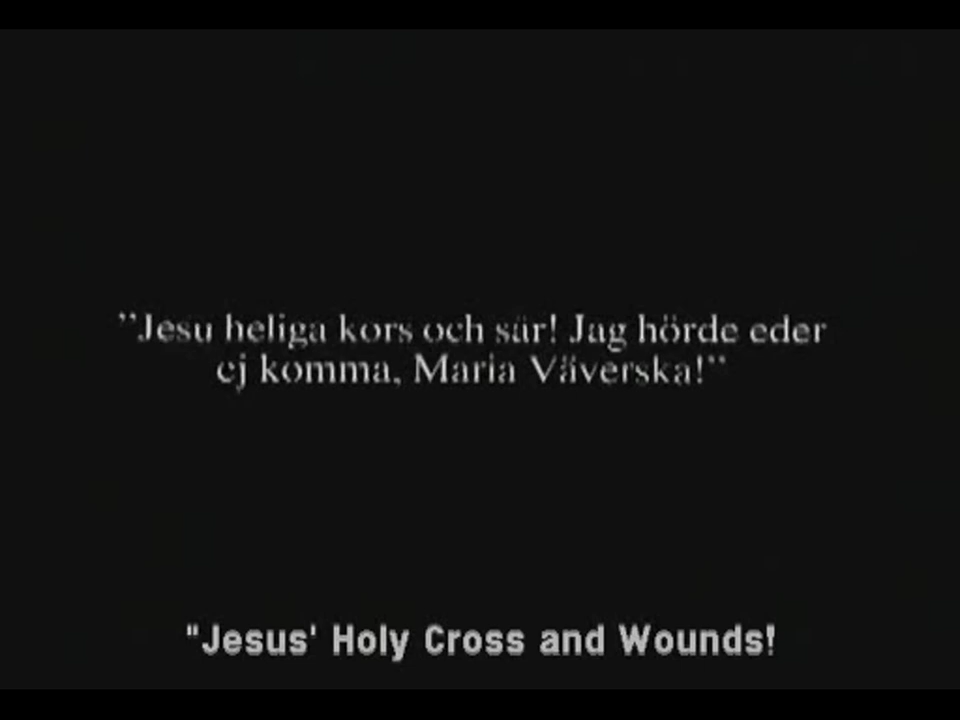 ”Jesu heliga kors och sår! Jag hörde eder
ej komma, Maria Väverska!”
"Jesus' Holy Cross and Wounds!